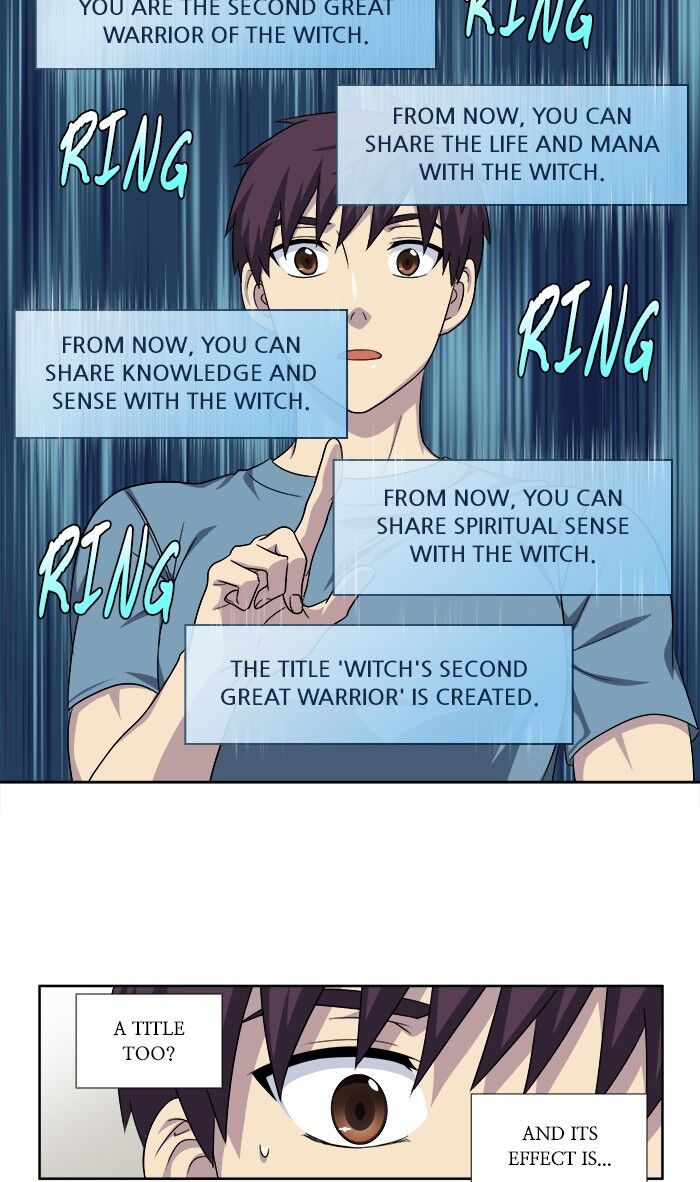 YOU ARE THE SECOND GREAT
WARRIOR OF THE WITCH.
RING
RING
FROM NOW, YOU CAN
SHARE THE LIFE AND MANA
WITH THE WITCH.
RING
FROM NOW, YOU CAN
SHARE KNOWLEDGE AND
SENSE WITH THE WITCH.
FROM NOW, YOU CAN
SHARE SPIRITUAL SENSE
WITH THE WITCH.
RING
THE TITLE 'WITCH'S SECOND
GREAT WARRIOR' IS CREATED.
A TITLE
TOO?
AND ITS
EFFECT IS...